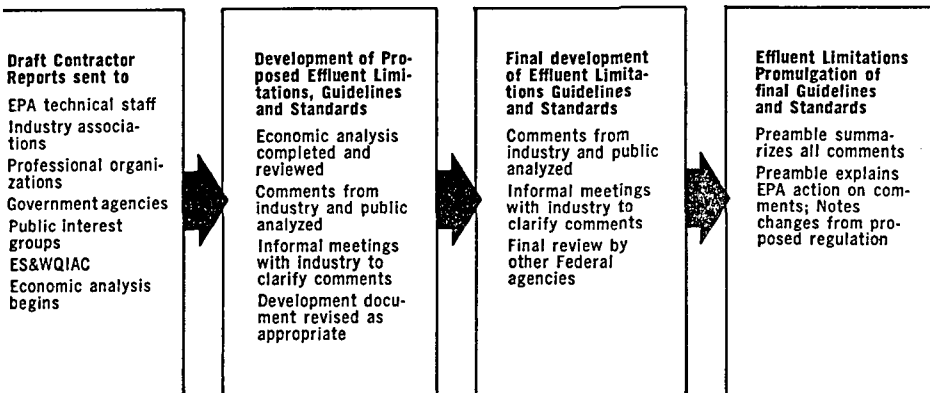 Draft Contractor
Reports sent to
EPA technical staff
Industry associa-
tions
Professional organi-
zations
Government agencies
Public interest
groups
ES&WQIAC
Economic analysis
begins
Development of Pro-
posed Effluent Limi-
tations, Guidelines
and Standards
Economic analysis
completed and
reviewed
Comments from
industry and public
analyzed
Informal meetings
with industry to
clarify comments
Development docu-
ment revised as
appropriate
Final development
of Effluent Limita-
tions Guidelines
and Standards
Comments from
industry and public
analyzed
Informal meetings
with industry to
clarify comments
Final review by
other Federal
agencies
Effluent Limitations
Promulgation of
final Guidelines
and Standards
Preamble summa-
rizes all comments
Preamble explains
EPA action on com-
ments; Notes
changes from pro-
posed regulation